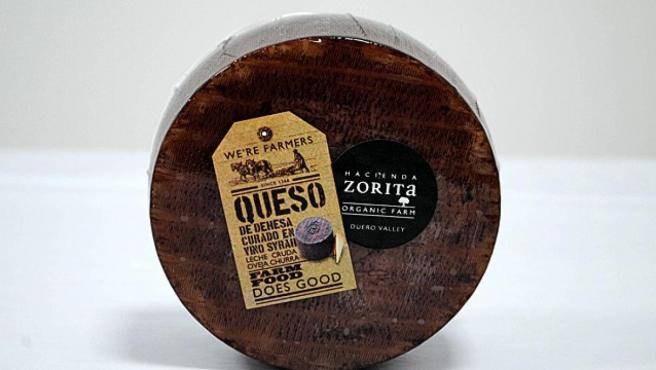 WE'RE FARMERS
SINCE 1366
QUESO
DE DEHESA
CURADO EN
VINO SYRAH
LECHE CRUDA
OVEJA CHURRA
FARM
FOOD
DOES GOOD
HACIENDA
ZORITA
ORGANIC FARM
DUERO VALLEY